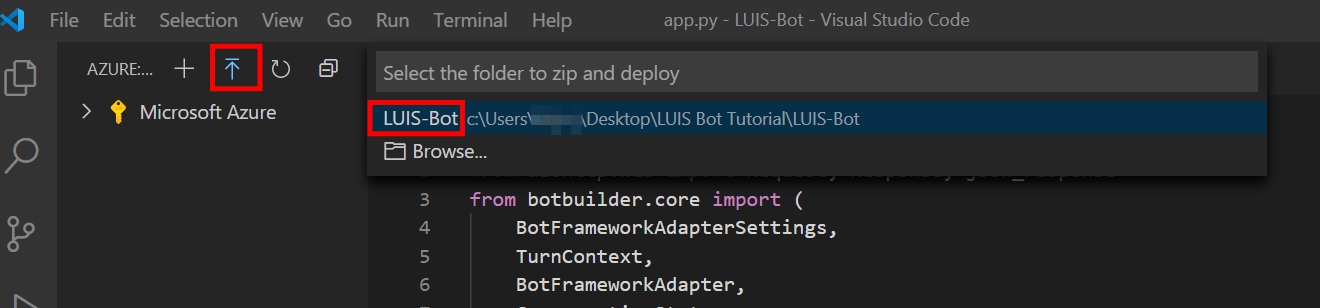 File Edit Selection View Go Run Terminal Help app.py - LUIS-Bot - Visual Studio Code
AZURE:...
Select the folder to zip and deploy
Microsoft Azure
LUIS-Bot c:\Users\ \Desktop\LUIS Bot Tutorial\LUIS-Bot
Browse...
3 from botbuilder.core import (
4 BotFrameworkAdapterSettings,
5 TurnContext,
6 BotFrameworkAdapter,